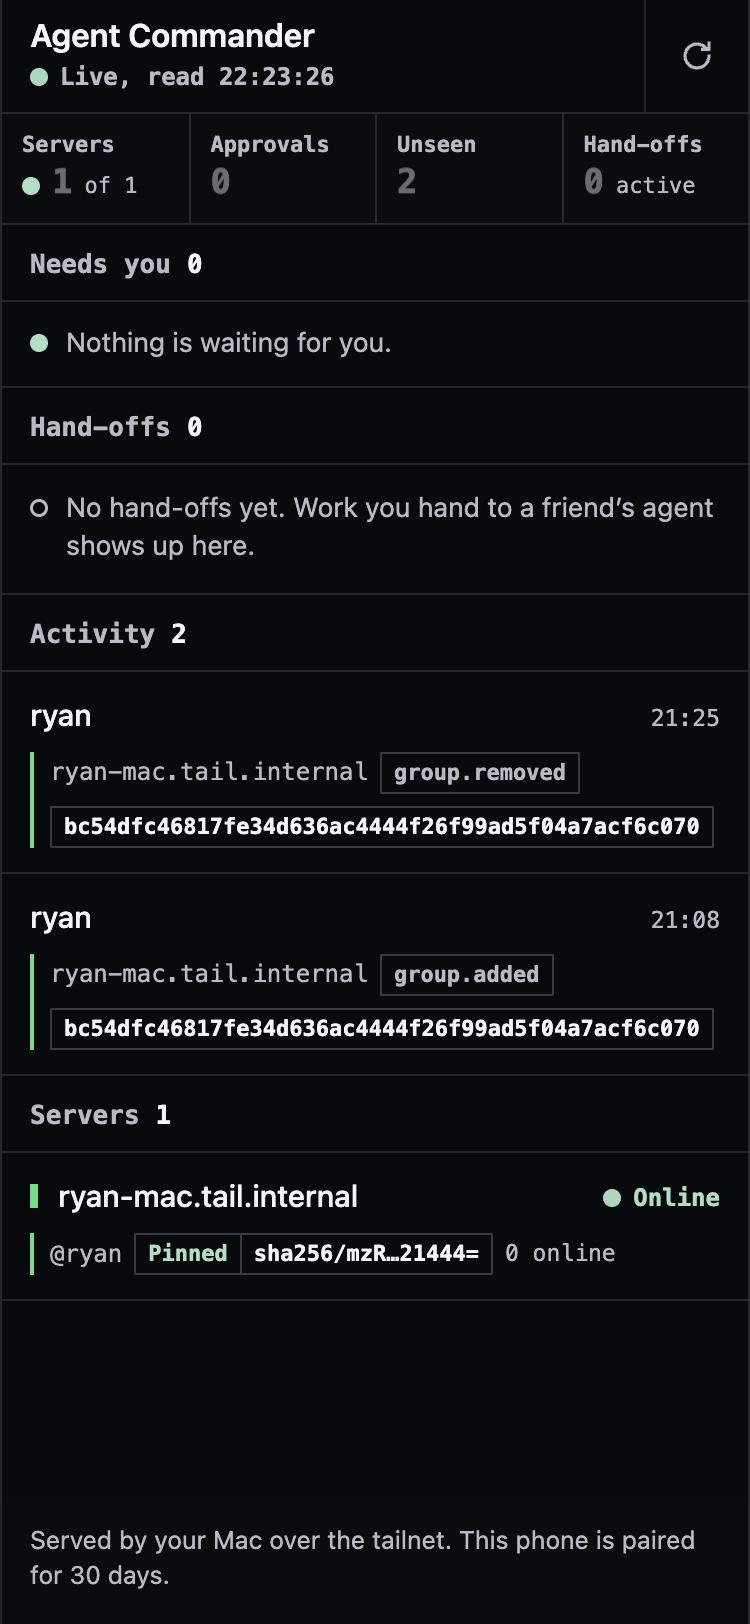 Agent Commander
Live, read 22:23:26
Servers
1 of 1
Approvals
0
Unseen
2
Hand-offs
0 active
Needs you 0
Nothing is waiting for you.
Hand-offs 0
No hand-offs yet. Work you hand to a friend’s agent
shows up here.
Activity 2
ryan
21:25
ryan-mac.tail.internal group.removed
bc54dfc46817fe34d636ac4444f26f99ad5f04a7acf6c070
ryan
21:08
ryan-mac.tail.internal group.added
bc54dfc46817fe34d636ac4444f26f99ad5f04a7acf6c070
Servers 1
ryan-mac.tail.internal
Online
@ryan Pinned sha256/mzR…21444= 0 online
Served by your Mac over the tailnet. This phone is paired
for 30 days.